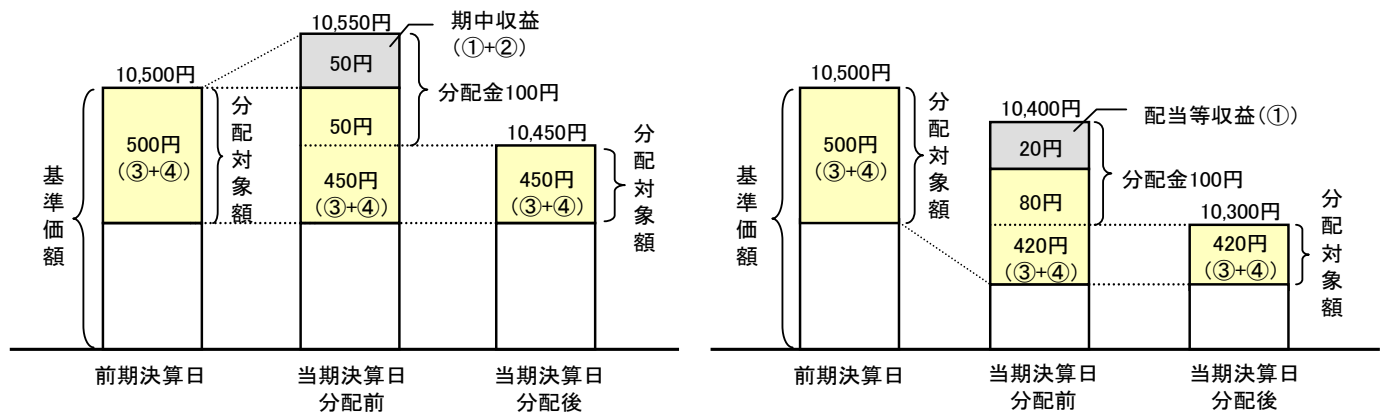 10,550円
期中収益
(①+②)
50円
10,500円
分配対象額
500円
(③+④)
50円
分配金100円
10,450円
450円
(③+④)
450円
(③+④)
分配対象額
基準価額
前期決算日
当期決算日
分配前
当期決算日
分配後
10,500円
分配対象額
500円
(③+④)
10,400円
配当等収益(①)
20円
分配金100円
80円
10,300円
420円
(③+④)
420円
(③+④)
分配対象額
基準価額
前期決算日
当期決算日
分配前
当期決算日
分配後